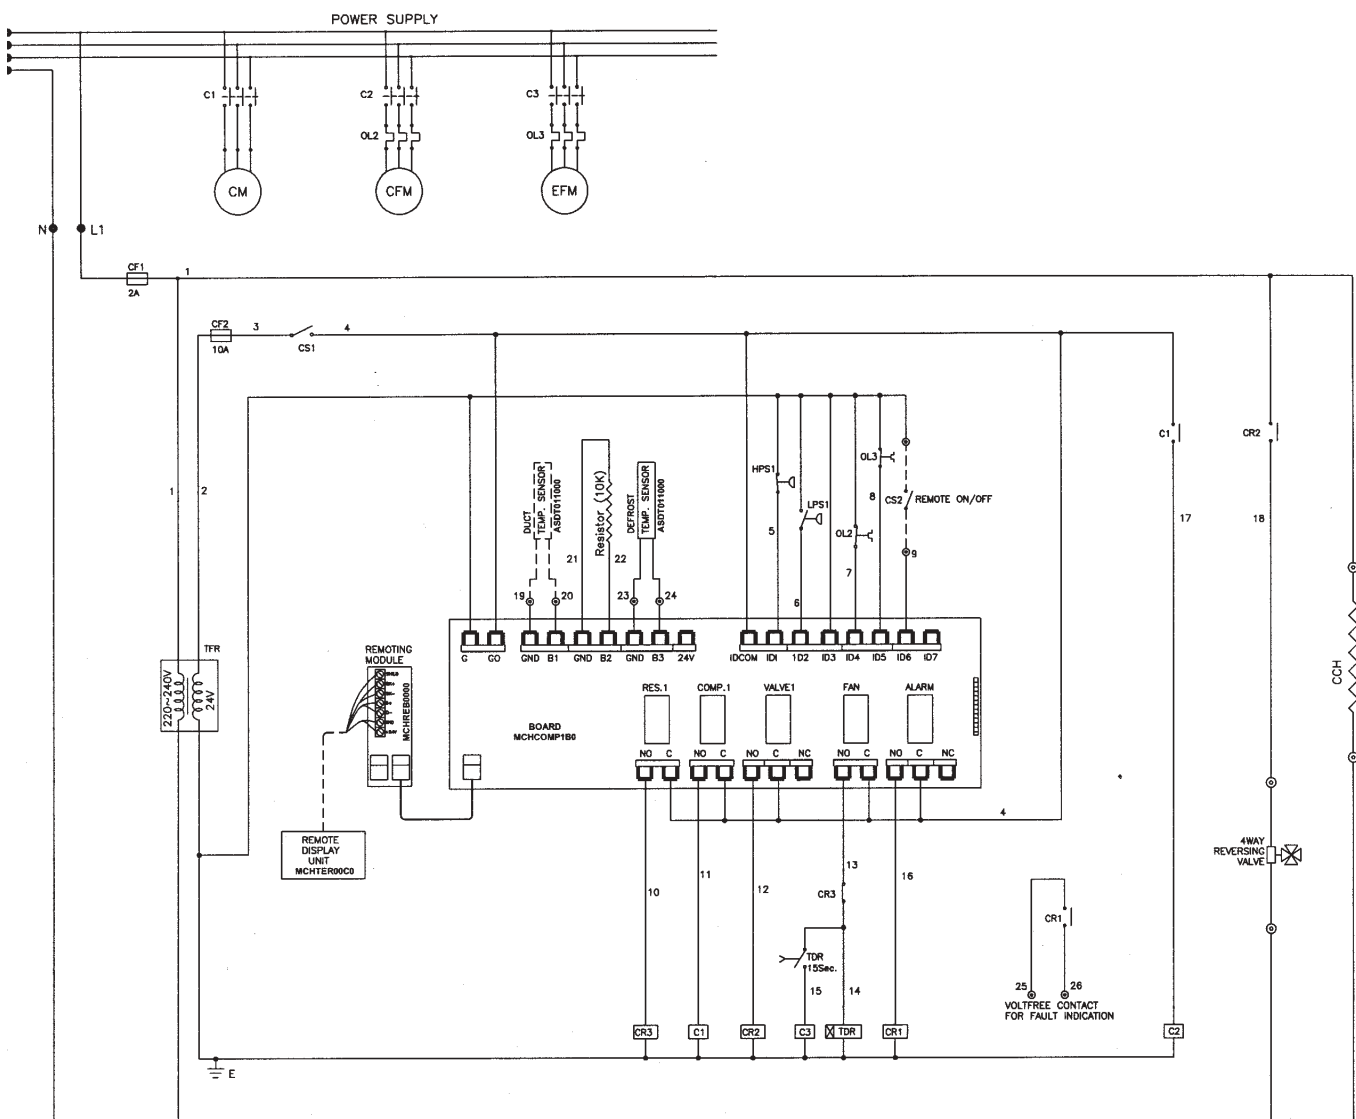 POWER SUPPLY
C1
C2
C3
OL2
OL3
CM
CFM
EFM
N
L1
CF1
1
2A
CF2
3
4
10A
CS1
C1
CR2
HPS1
OL3
LPS1
8
CS2
REMOTE ON/OFF
1
2
DUCT
TEMP. SENSOR
ASDT011000
Resistor (10K)
DEFROST
TEMP. SENSOR
ASDT011000
5
OL2
17
18
21
22
7
9
19
20
23
24
6
TFR
220~240V
24V
REMOTING
MODULE
MCHREB0000
G
GO
GND
B1
GND
B2
GND
B3
24V
IDCOM
IDI
1D2
ID3
ID4
ID5
ID6
ID7
CCH
RES.1
COMP.1
VALVE1
FAN
ALARM
BOARD
MCHCOMP1B0
NO
C
NO
C
NO
C
NC
NO
C
NO
C
NC
4
REMOTE
DISPLAY
UNIT
MCHTER00C0
4WAY
REVERSING
VALVE
10
11
12
13
16
CR3
CR1
TDR
15Sec.
15
14
25
26
VOLTFREE CONTACT
FOR FAULT INDICATION
CR3
C1
CR2
C3
TDR
CR1
C2
E